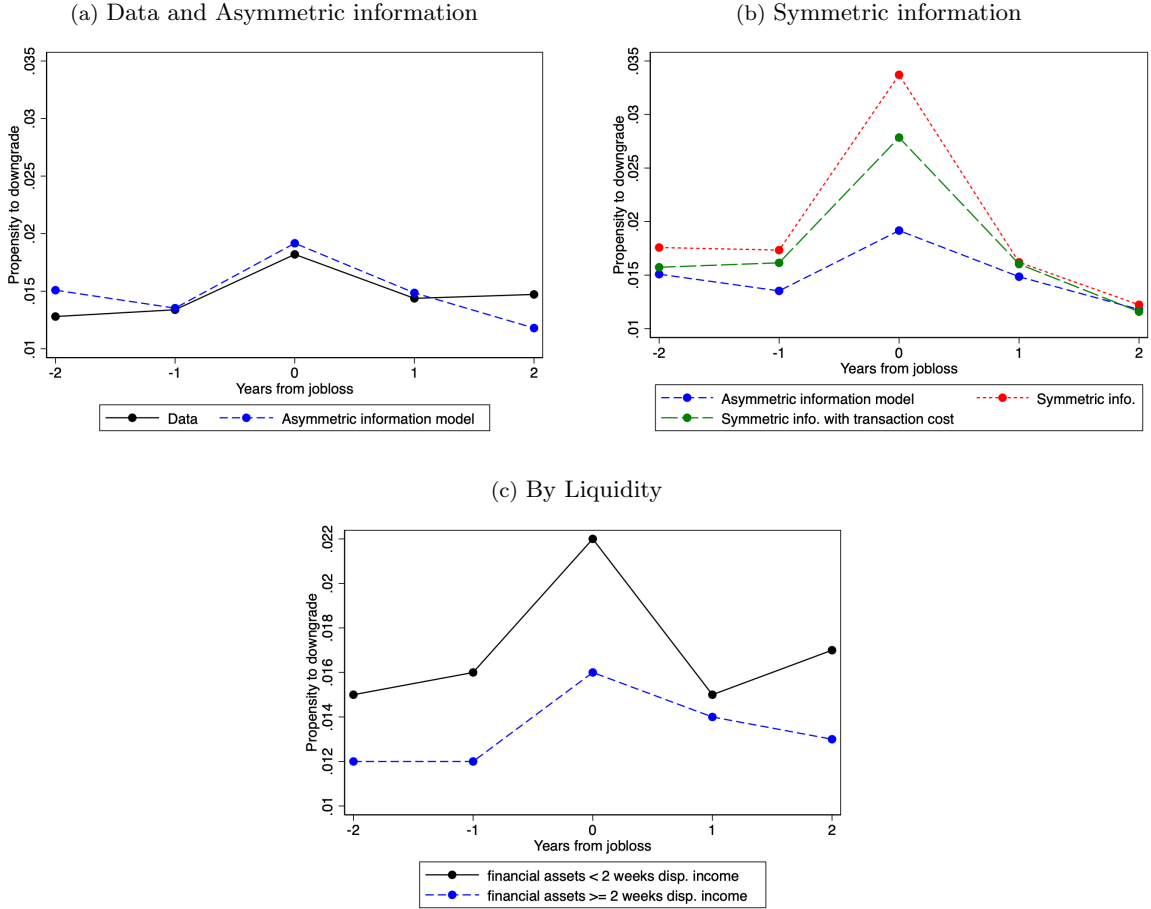 (a) Data and Asymmetric information
Propensity to downgrade
.035
.03
.025
.02
.015
.01
-2 -1 0 1 2
Years from jobloss
Data Asymmetric information model
(b) Symmetric information
Propensity to downgrade
.035
.03
.025
.02
.015
.01
-2 -1 0 1 2
Years from jobloss
Asymmetric information model Symmetric info.
Symmetric info. with transaction cost
(c) By Liquidity
Propensity to downgrade
.022
.02
.018
.016
.014
.012
.01
-2 -1 0 1 2
Years from jobloss
financial assets < 2 weeks disp. income
financial assets >= 2 weeks disp. income